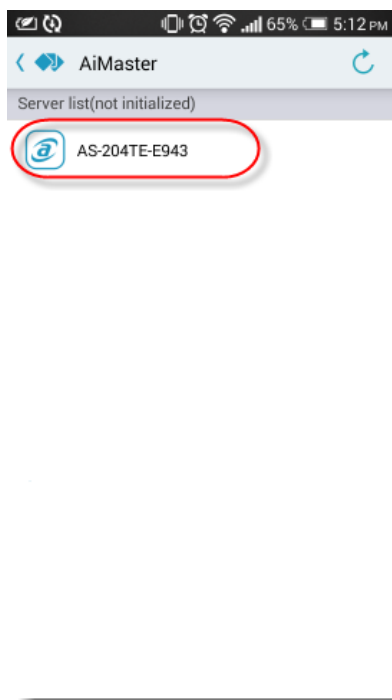 65% 5:12 PM
AiMaster
Server list(not initialized)
AS-204TE-E943